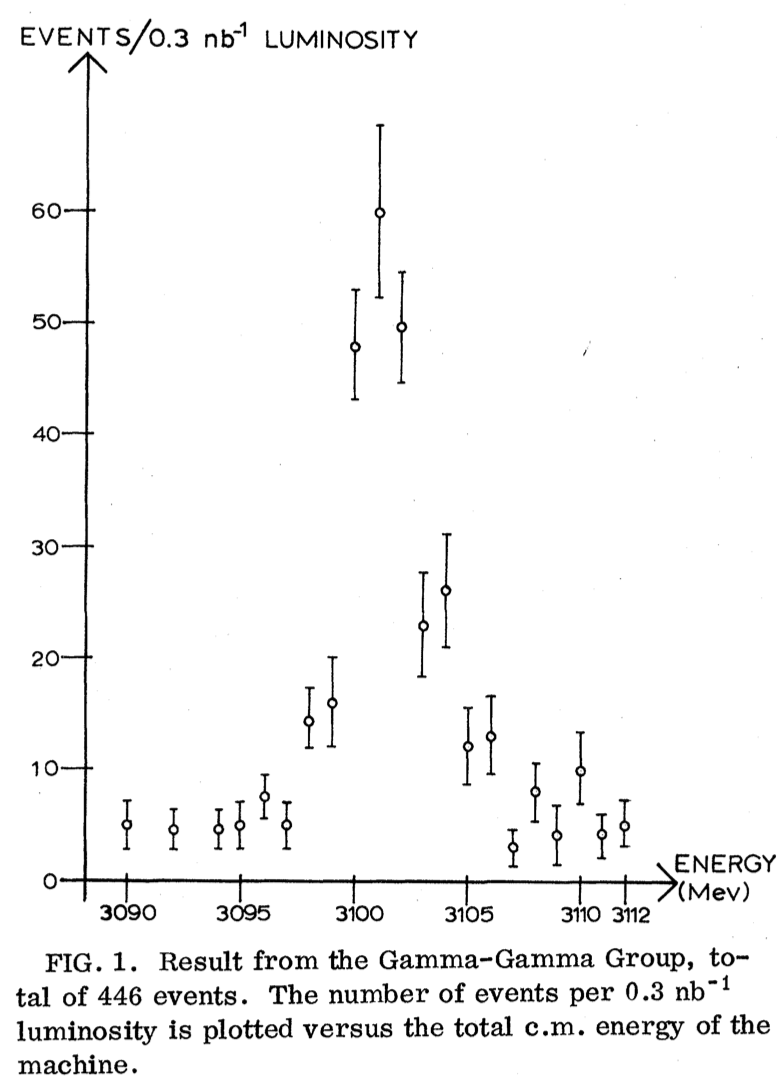 EVENTS/0.3 nb⁻¹ LUMINOSITY
60
50
40
30
20
10
0
ENERGY
(Mev)
3090 3095 3100 3105 3110 3112
FIG. 1. Result from the Gamma-Gamma Group, to-
tal of 446 events. The number of events per 0.3 nb⁻¹
luminosity is plotted versus the total c.m. energy of the
machine.